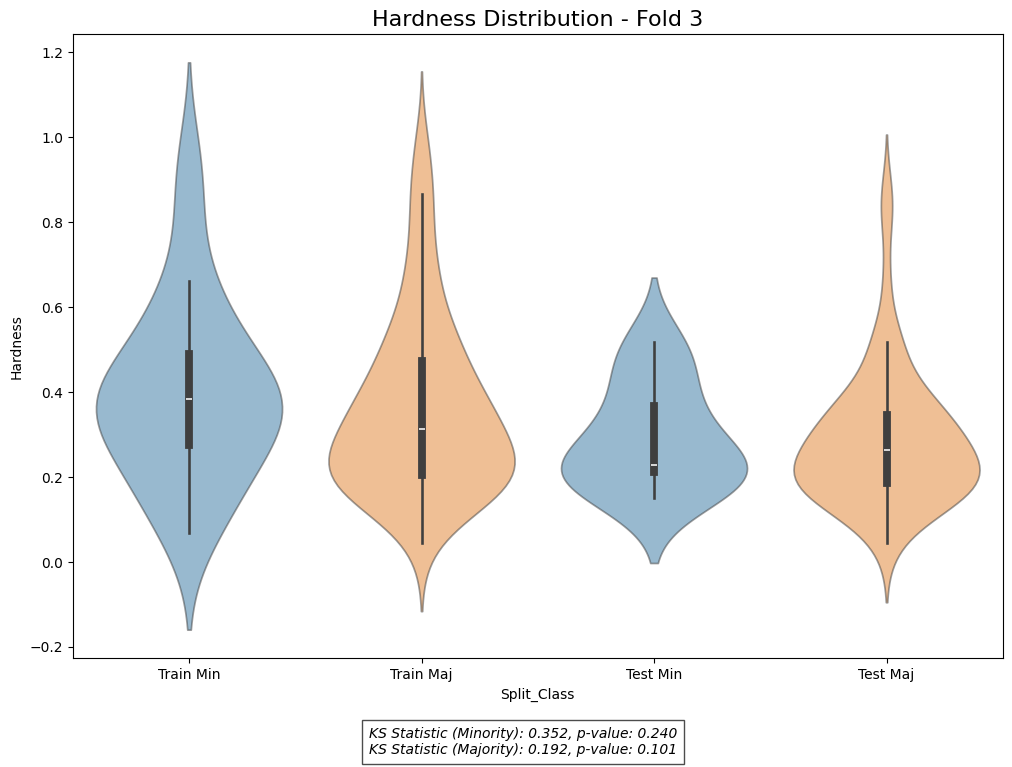 Hardness Distribution - Fold 3
Hardness
1.2
1.0
0.8
0.6
0.4
0.2
0.0
−0.2
Train Min
Train Maj
Test Min
Test Maj
Split_Class
KS Statistic (Minority): 0.352, p-value: 0.240
KS Statistic (Majority): 0.192, p-value: 0.101